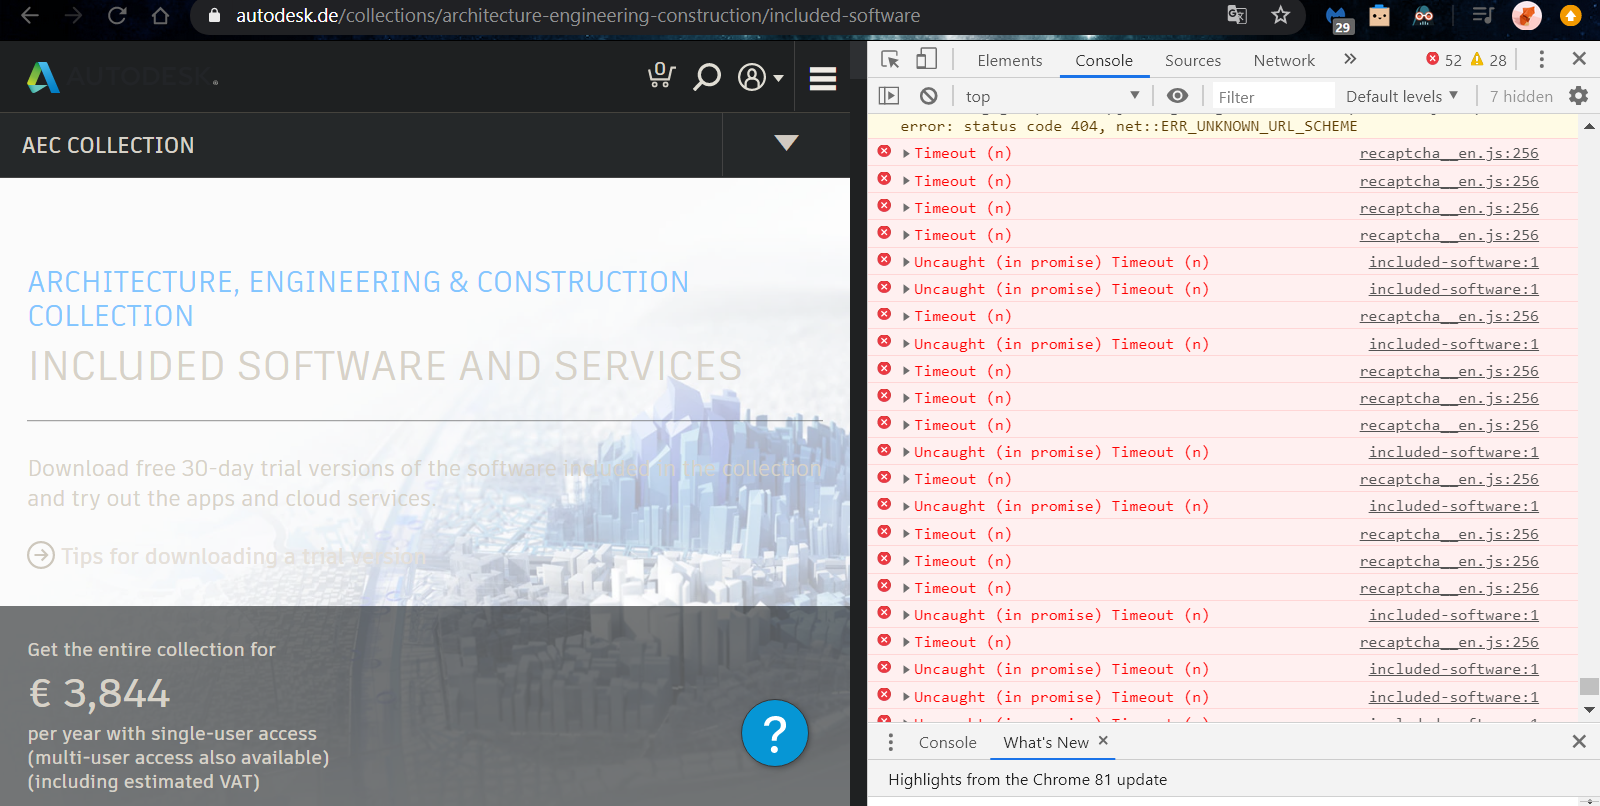 autodesk.de/collections/architecture-engineering-construction/included-software
29
AUTODESK.
0
AEC COLLECTION
ARCHITECTURE, ENGINEERING & CONSTRUCTION
COLLECTION
INCLUDED SOFTWARE AND SERVICES
Download free 30-day trial versions of the software included in the collection
and try out the apps and cloud services.
Tips for downloading a trial version
Get the entire collection for
€ 3,844
per year with single-user access
(multi-user access also available)
(including estimated VAT)
?
Elements Console Sources Network » 52 28
top Filter Default levels 7 hidden
error: status code 404, net::ERR_UNKNOWN_URL_SCHEME
Timeout (n) recaptcha__en.js:256
Timeout (n) recaptcha__en.js:256
Timeout (n) recaptcha__en.js:256
Timeout (n) recaptcha__en.js:256
Uncaught (in promise) Timeout (n) included-software:1
Uncaught (in promise) Timeout (n) included-software:1
Timeout (n) recaptcha__en.js:256
Uncaught (in promise) Timeout (n) included-software:1
Timeout (n) recaptcha__en.js:256
Timeout (n) recaptcha__en.js:256
Timeout (n) recaptcha__en.js:256
Uncaught (in promise) Timeout (n) included-software:1
Timeout (n) recaptcha__en.js:256
Uncaught (in promise) Timeout (n) included-software:1
Timeout (n) recaptcha__en.js:256
Timeout (n) recaptcha__en.js:256
Timeout (n) recaptcha__en.js:256
Uncaught (in promise) Timeout (n) included-software:1
Timeout (n) recaptcha__en.js:256
Uncaught (in promise) Timeout (n) included-software:1
Uncaught (in promise) Timeout (n) included-software:1
Console What's New
Highlights from the Chrome 81 update